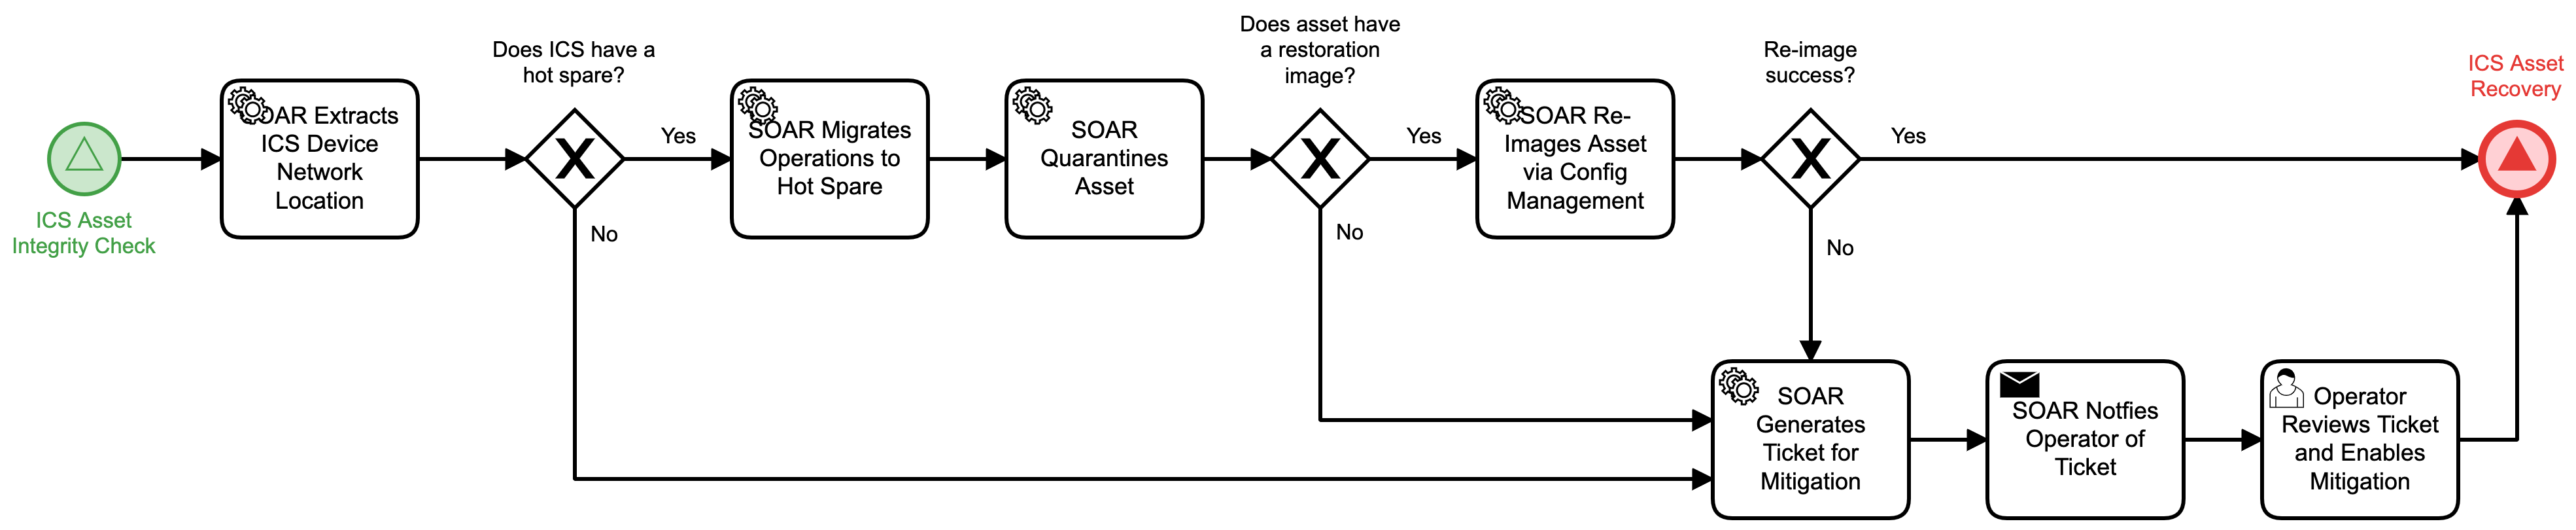 ICS Asset
Integrity Check
SOAR Extracts
ICS Device
Network
Location
Does ICS have a
hot spare?
Yes
No
SOAR Migrates
Operations to
Hot Spare
SOAR
Quarantines
Asset
Does asset have
a restoration
image?
Yes
No
SOAR Re-
Images Asset
via Config
Management
Re-image
success?
Yes
No
SOAR
Generates
Ticket for
Mitigation
SOAR Notfies
Operator of
Ticket
Operator
Reviews Ticket
and Enables
Mitigation
ICS Asset
Recovery